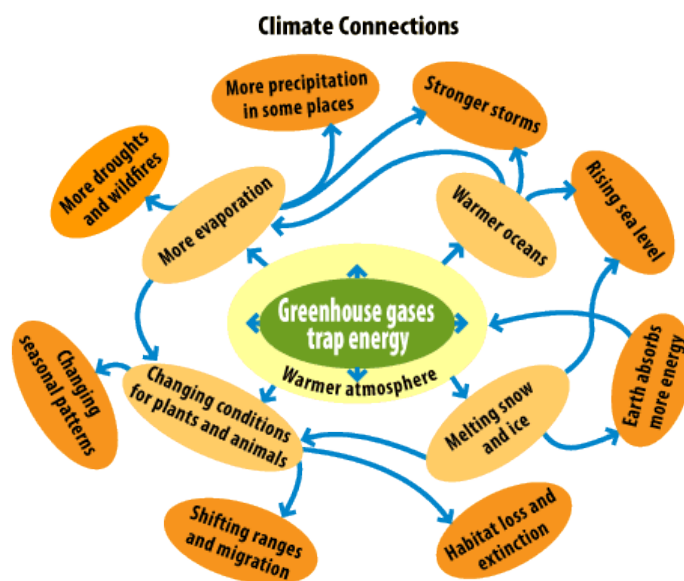 Climate Connections
More precipitation
in some places
Stronger storms
More droughts
and wildfires
More evaporation
Warmer oceans
Rising sea level
Greenhouse gases
trap energy
Warmer atmosphere
Changing
seasonal patterns
Changing conditions
for plants and animals
Melting snow
and ice
Earth absorbs
more energy
Shifting ranges
and migration
Habitat loss and
extinction